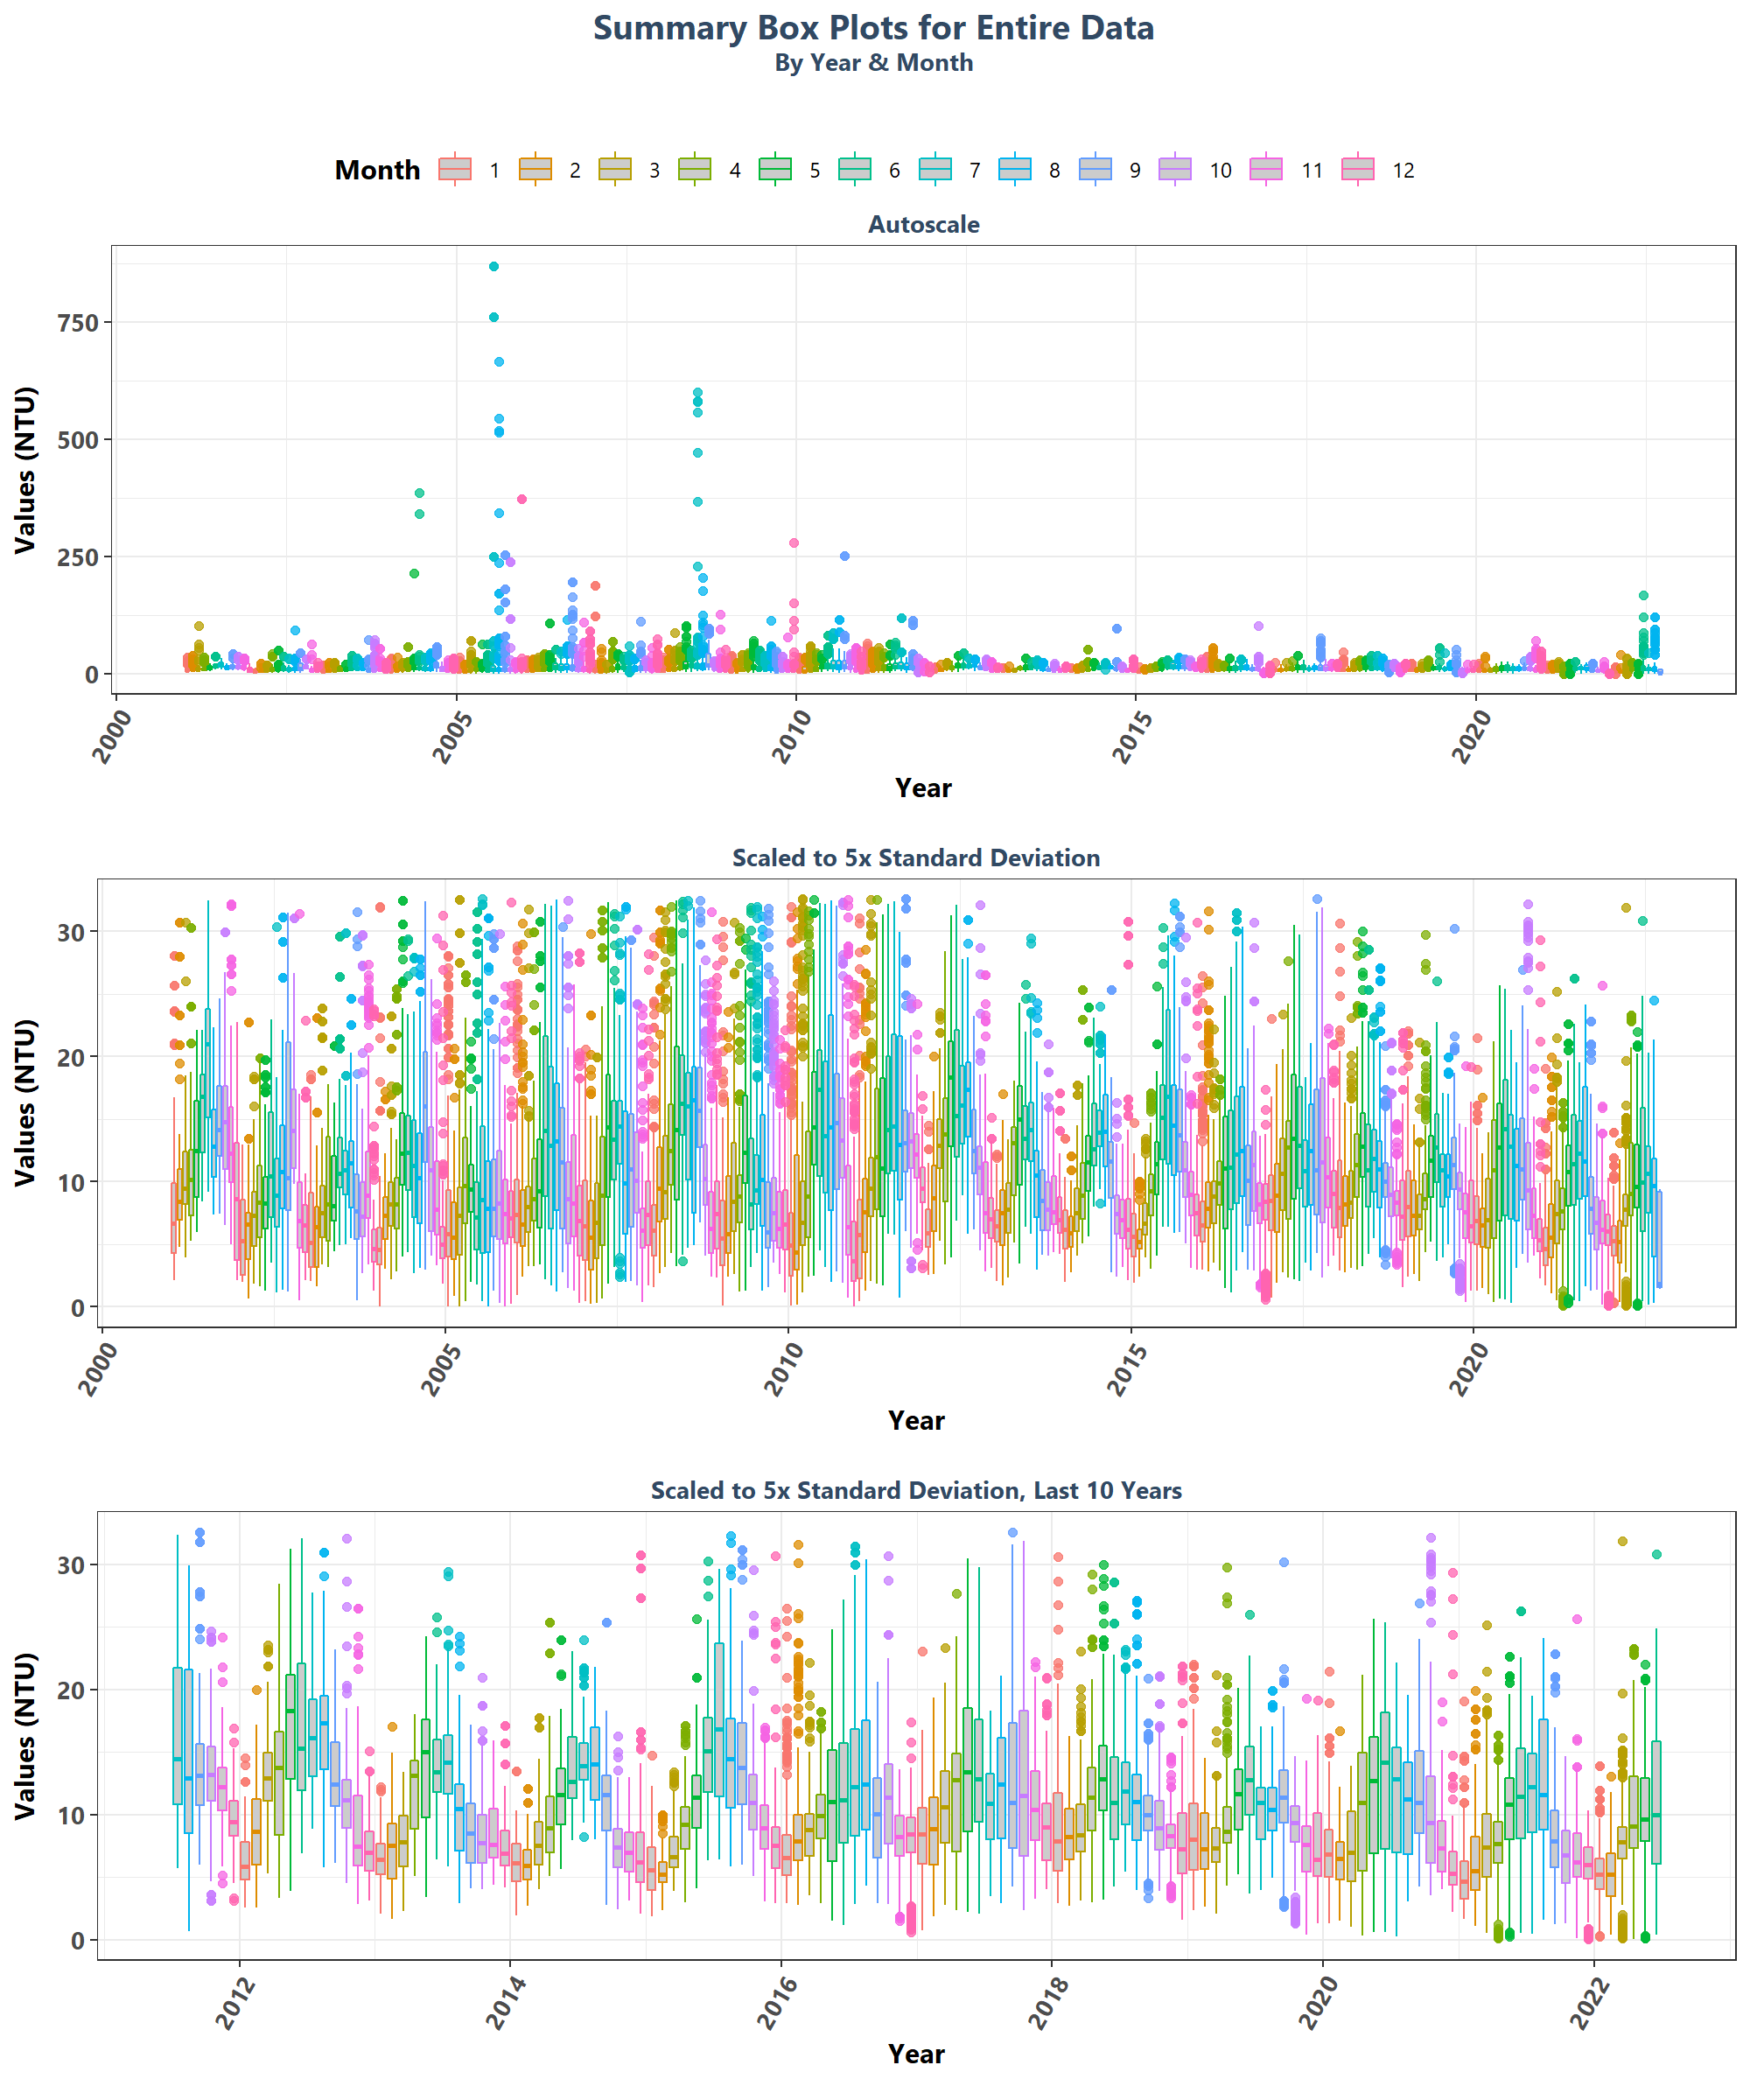 Summary Box Plots for Entire Data
By Year & Month
Month 1 2 3 4 5 6 7 8 9 10 11 12
Autoscale
Values (NTU)
750
500
250
0
2000 2005 2010 2015 2020
Year
Scaled to 5x Standard Deviation
Values (NTU)
30
20
10
0
2000 2005 2010 2015 2020
Year
Scaled to 5x Standard Deviation, Last 10 Years
Values (NTU)
30
20
10
0
2012 2014 2016 2018 2020 2022
Year